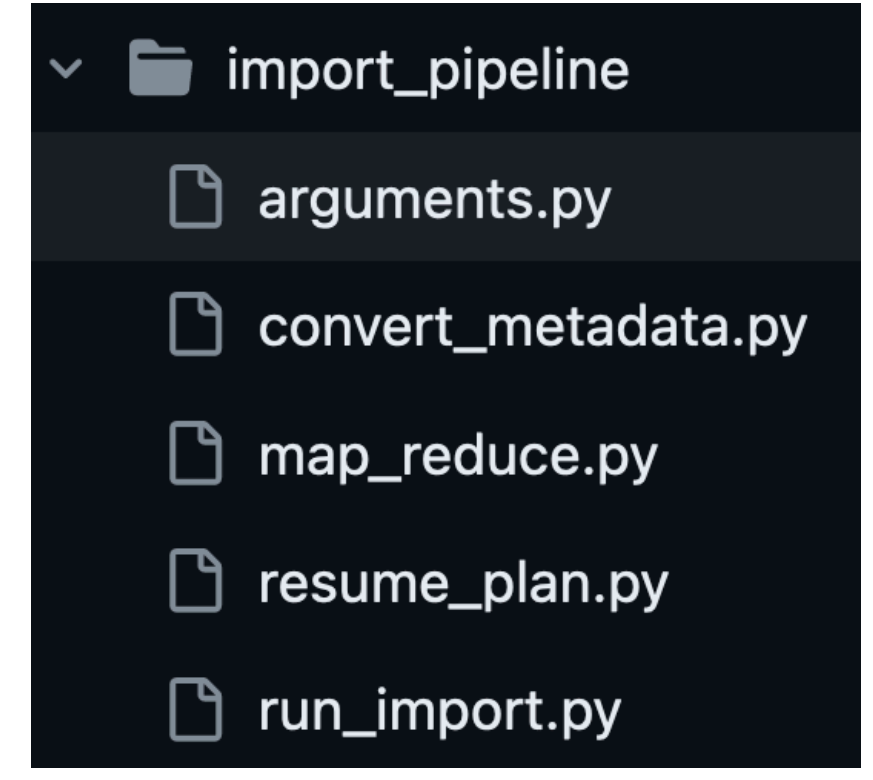 import_pipeline
arguments.py
convert_metadata.py
map_reduce.py
resume_plan.py
run_import.py